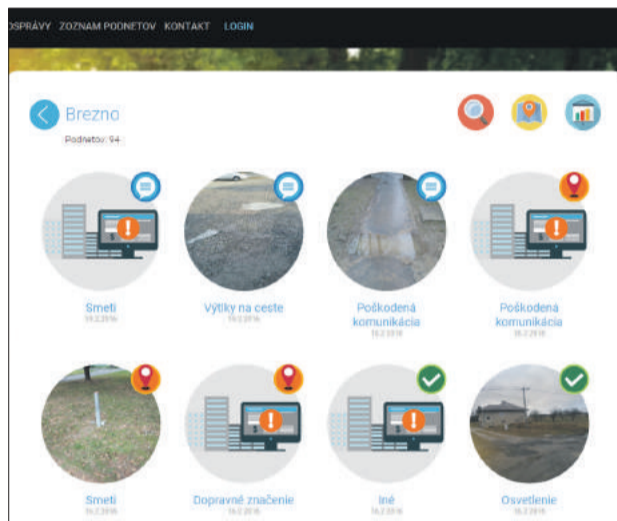 OSPRÁVY ZOZNAM PODNETOV KONTAKT LOGIN
Brezno
Podnetov: 94
Smeti
Výtlky na ceste
Poškodená
komunikácia
Poškodená
komunikácia
Smeti
Dopravné značenie
Iné
Osvetlenie